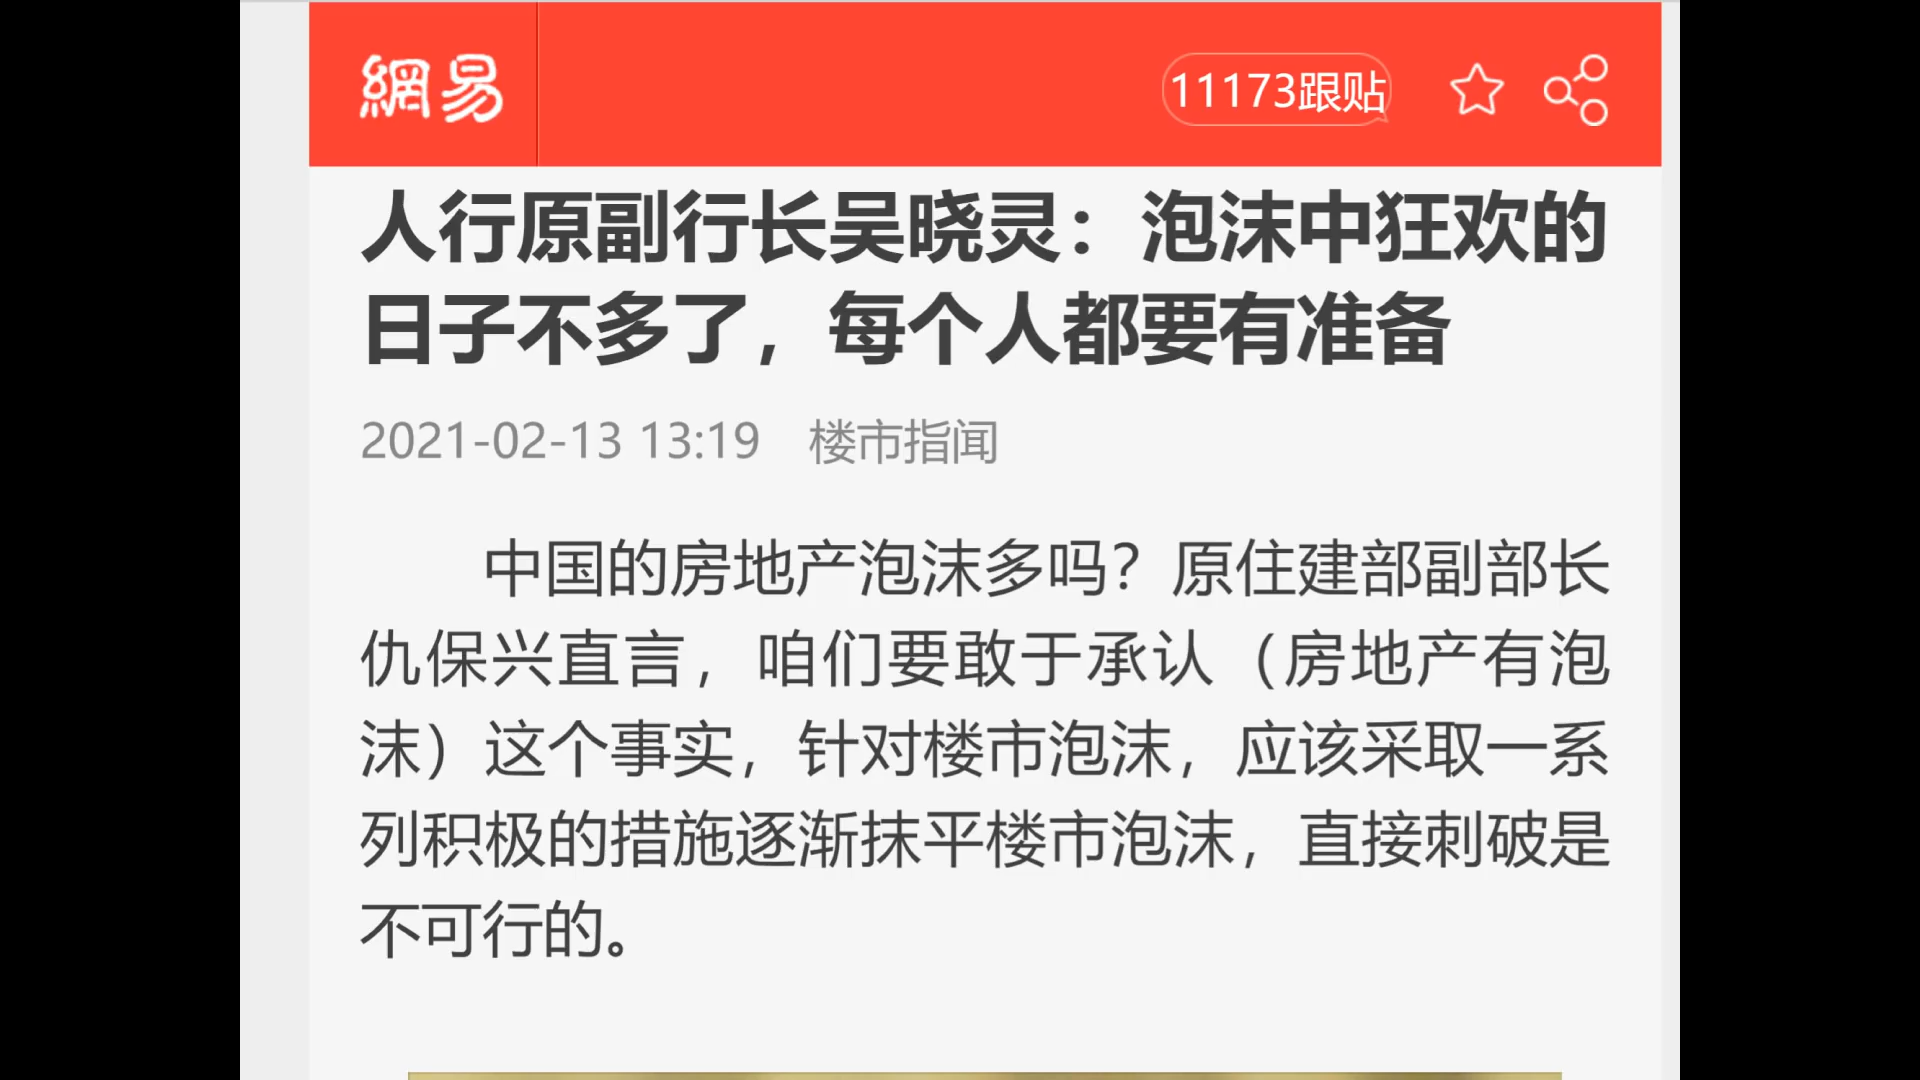 網易
11173跟贴
人行原副行长吴晓灵：泡沫中狂欢的
日子不多了，每个人都要有准备
2021-02-13 13:19 楼市指闻
中国的房地产泡沫多吗？原住建部副部长
仇保兴直言，咱们要敢于承认（房地产有泡
沫）这个事实，针对楼市泡沫，应该采取一系
列积极的措施逐渐抹平楼市泡沫，直接刺破是
不可行的。